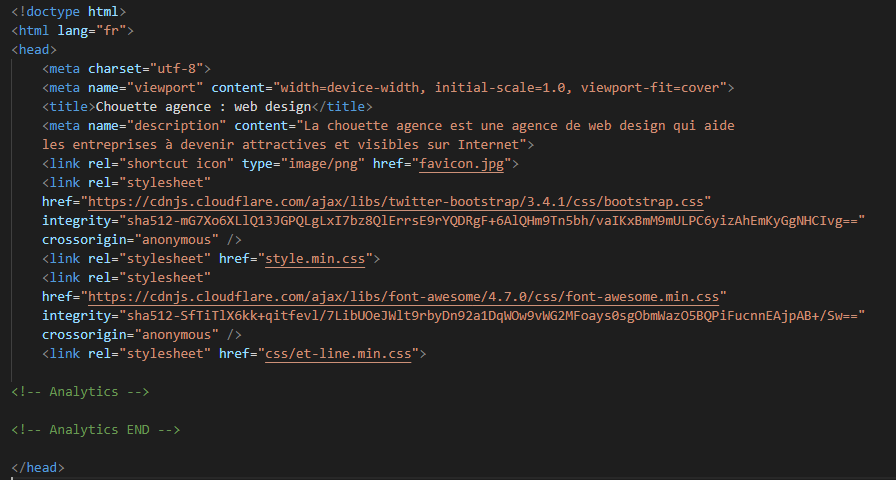 <!doctype html>
<html lang="fr">
<head>
<meta charset="utf-8">
<meta name="viewport" content="width=device-width, initial-scale=1.0, viewport-fit=cover">
<title>Chouette agence : web design</title>
<meta name="description" content="La chouette agence est une agence de web design qui aide
les entreprises à devenir attractives et visibles sur Internet">
<link rel="shortcut icon" type="image/png" href="favicon.jpg">
<link rel="stylesheet"
href="https://cdnjs.cloudflare.com/ajax/libs/twitter-bootstrap/3.4.1/css/bootstrap.css"
integrity="sha512-mG7Xo6XLlQ13JGPQLgLxI7bz8QlErrsE9rYQDRgF+6AlQHm9Tn5bh/vaIKxBmM9mULPC6yizAhEmKyGgNHCIvg=="
crossorigin="anonymous" />
<link rel="stylesheet" href="style.min.css">
<link rel="stylesheet"
href="https://cdnjs.cloudflare.com/ajax/libs/font-awesome/4.7.0/css/font-awesome.min.css"
integrity="sha512-SfTiTlX6kk+qitfevl/7LibUOeJWlt9rbyDn92a1DqWOw9vWG2MFoays0sgObmWazO5BQPiFucnnEAjpAB+/Sw=="
crossorigin="anonymous" />
<link rel="stylesheet" href="css/et-line.min.css">
<!-- Analytics -->
<!-- Analytics END -->
</head>